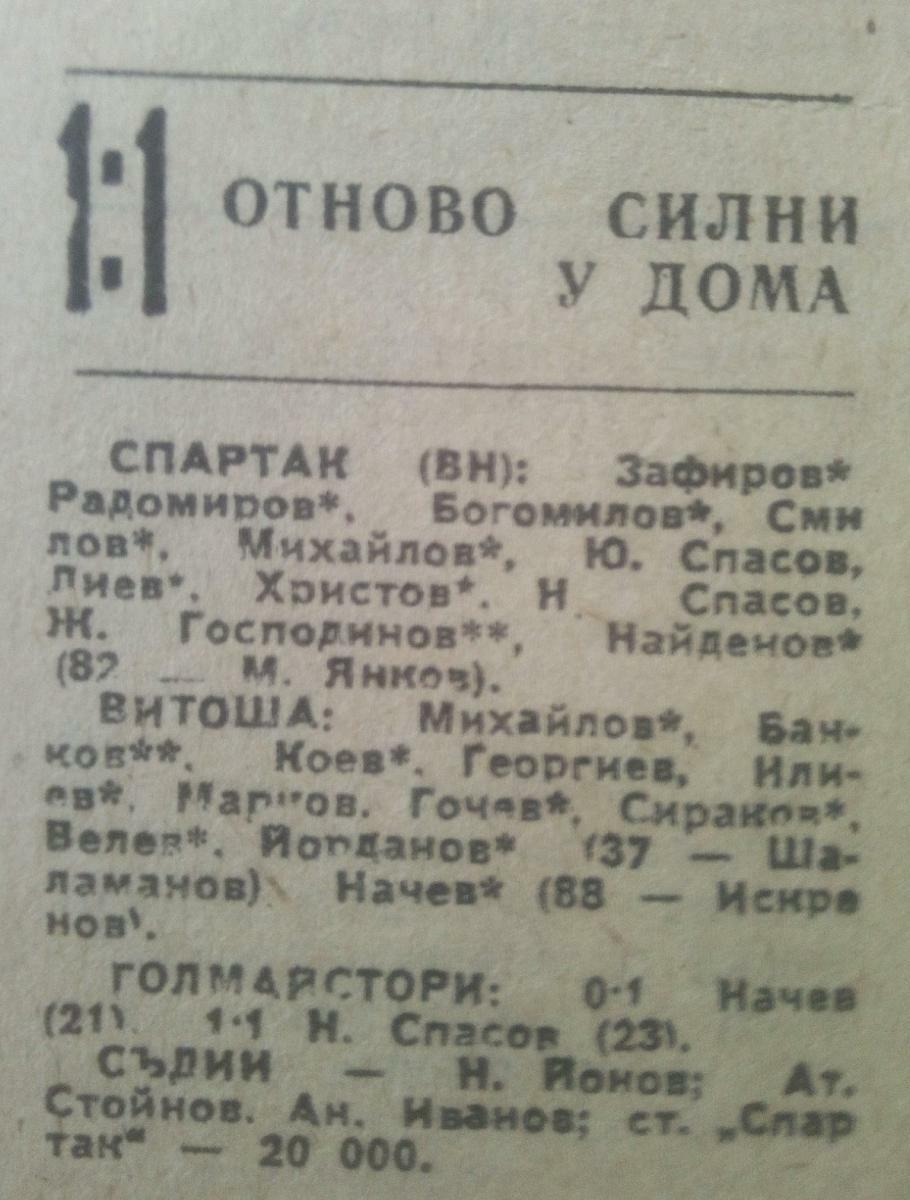 1:1
ОТНОВО СИЛНИ
У ДОМА
СПАРТАК (ВН): Зафиров*
Радомиров*, Богомилов*, Сми
лов*, Михайлов*, Ю. Спасов,
Лиев*, Христов*, Н. Спасов,
Ж. Господинов**, Найденов*
(82 — М. Янков).
ВИТОША: Михайлов*, Бан-
ков**, Коев*, Георгиев, Или-
ев*, Марков, Гочев*, Сираков*,
Велев*, Йорданов* (37 — Ша-
ламанов) Начев* (88 — Искре
нов).
ГОЛМАЙСТОРИ: 0:1 Начев
(21), 1:1 Н. Спасов (23).
СЪДИИ — Н. Йонов; Ат.
Стойнов, Ан. Иванов; ст. „Спар
так“ — 20 000.